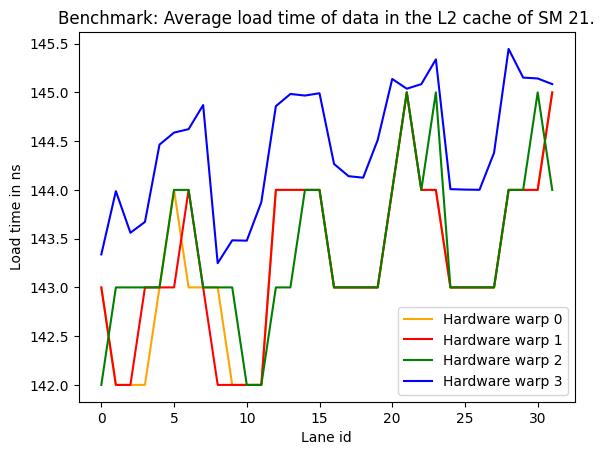 Benchmark: Average load time of data in the L2 cache of SM 21.
Load time in ns
145.5
145.0
144.5
144.0
143.5
143.0
142.5
142.0
Hardware warp 0
Hardware warp 1
Hardware warp 2
Hardware warp 3
0 5 10 15 20 25 30
Lane id